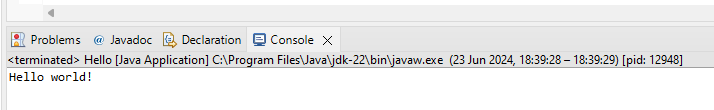 Problems @ Javadoc Declaration Console
<terminated> Hello [Java Application] C:\Program Files\Java\jdk-22\bin\javaw.exe (23 Jun 2024, 18:39:28 – 18:39:29) [pid: 12948]
Hello world!